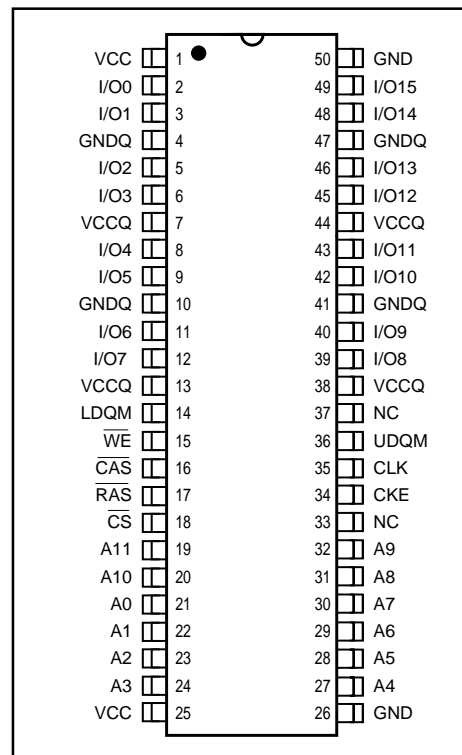 VCC 1 50 GND
I/O0 2 49 I/O15
I/O1 3 48 I/O14
GNDQ 4 47 GNDQ
I/O2 5 46 I/O13
I/O3 6 45 I/O12
VCCQ 7 44 VCCQ
I/O4 8 43 I/O11
I/O5 9 42 I/O10
GNDQ 10 41 GNDQ
I/O6 11 40 I/O9
I/O7 12 39 I/O8
VCCQ 13 38 VCCQ
LDQM 14 37 NC
W̅E̅ 15 36 UDQM
C̅A̅S̅ 16 35 CLK
R̅A̅S̅ 17 34 CKE
C̅S̅ 18 33 NC
A11 19 32 A9
A10 20 31 A8
A0 21 30 A7
A1 22 29 A6
A2 23 28 A5
A3 24 27 A4
VCC 25 26 GND